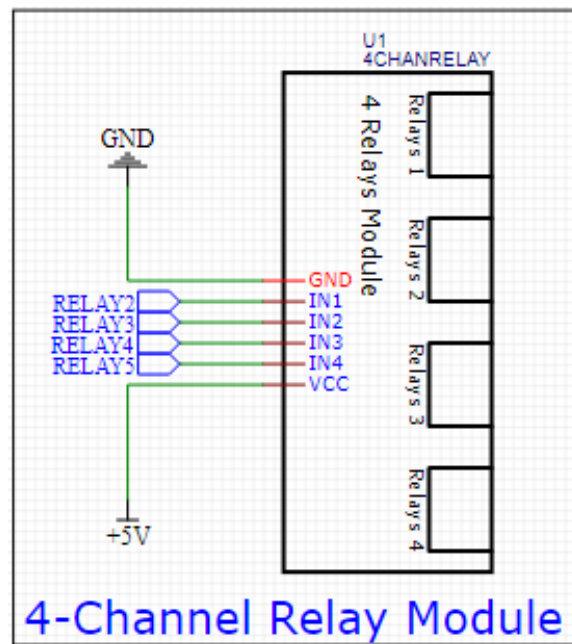 U1
4CHANRELAY
4 Relays Module
Relays 1
Relays 2
Relays 3
Relays 4
GND
GND
RELAY2
IN1
RELAY3
IN2
RELAY4
IN3
RELAY5
IN4
VCC
+5V
4-Channel Relay Module